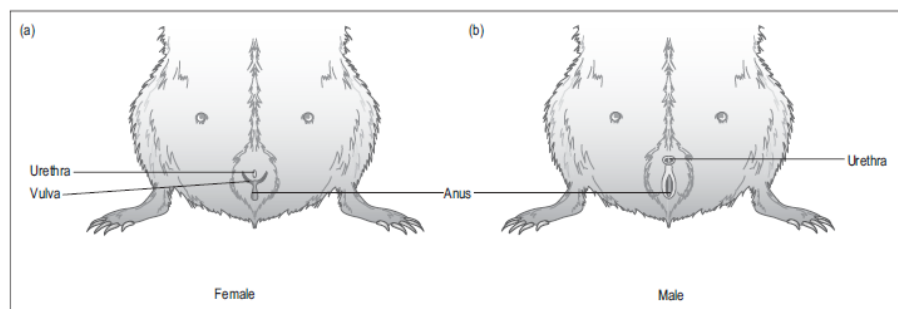 (a)
(b)
Urethra
Vulva
Anus
Urethra
Female
Male